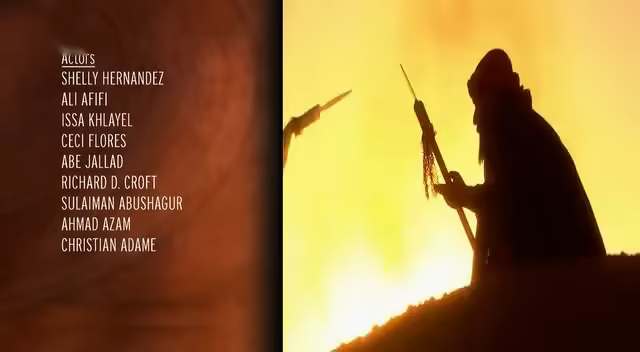 Actors
SHELLY HERNANDEZ
ALI AFIFI
ISSA KHLAYEL
CECI FLORES
ABE JALLAD
RICHARD D. CROFT
SULAIMAN ABUSHAGUR
AHMAD AZAM
CHRISTIAN ADAME